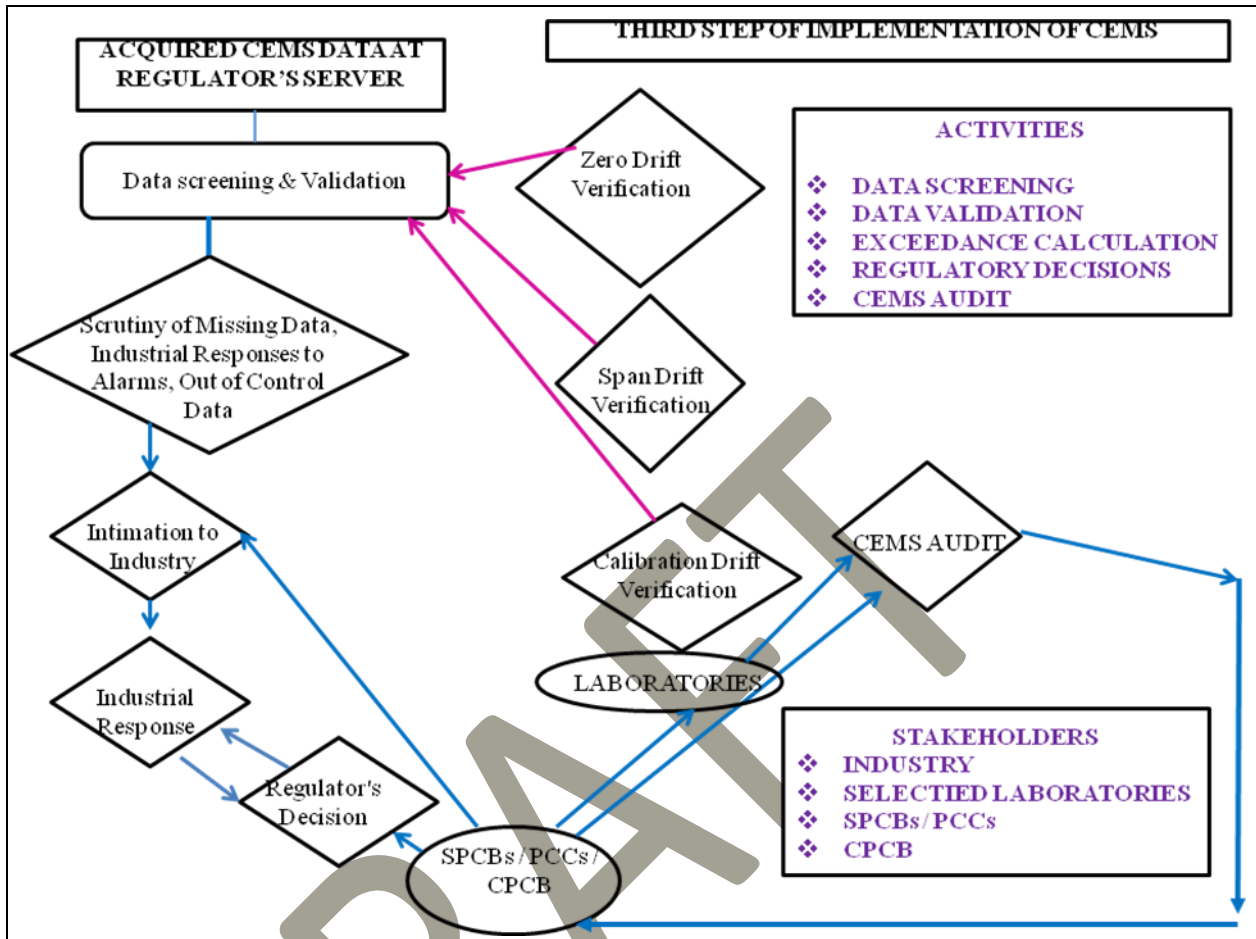 THIRD STEP OF IMPLEMENTATION OF CEMS
ACQUIRED CEMS DATA AT
REGULATOR'S SERVER
ACTIVITIES
❖ DATA SCREENING
❖ DATA VALIDATION
❖ EXCEEDANCE CALCULATION
❖ REGULATORY DECISIONS
❖ CEMS AUDIT
Data screening & Validation
Zero Drift
Verification
Scrutiny of Missing Data,
Industrial Responses to
Alarms, Out of Control
Data
Span Drift
Verification
Intimation to
Industry
Calibration Drift
Verification
CEMS AUDIT
LABORATORIES
Industrial
Response
Regulator's
Decision
SPCBs / PCCs /
CPCB
STAKEHOLDERS
❖ INDUSTRY
❖ SELECTIED LABORATORIES
❖ SPCBs / PCCs
❖ CPCB
DRAFT